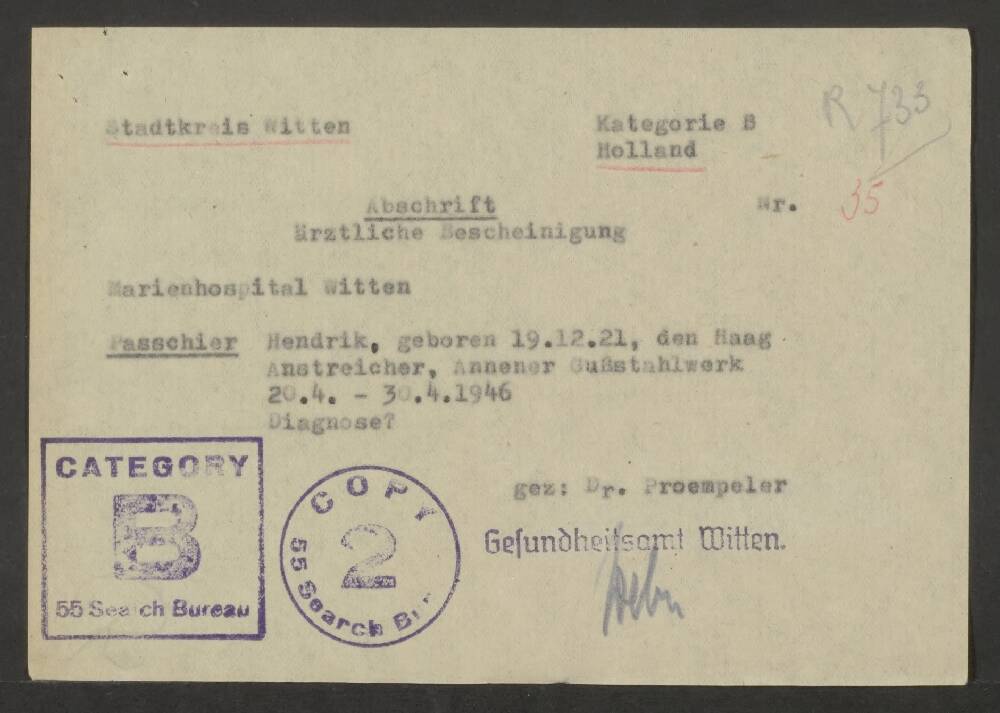 Stadtkreis Witten
Kategorie B
Holland
R 733
Abschrift
Nr. 35
Ärztliche Bescheinigung
Marienhospital Witten
Passchier Hendrik, geboren 19.12.21, den Haag
Anstreicher, Annener Gußstahlwerk
20.4. - 30.4.1946
Diagnose?
CATEGORY
B
55 Search Bureau
COPY
2
55 Search Bu
gez: Dr. Proempeler
Gesundheitsamt Witten.